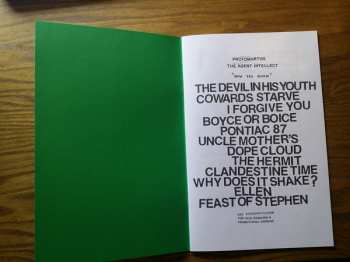 PROTOMARTYR
THE AGENT INTELLECT
THE DEVIL IN HIS YOUTH
COWARDS STARVE
I FORGIVE YOU
BOYCE OR BOICE
PONTIAC 87
UNCLE MOTHER'S
DOPE CLOUD
THE HERMIT
CLANDESTINE TIME
WHY DOES IT SHAKE?
ELLEN
FEAST OF STEPHEN